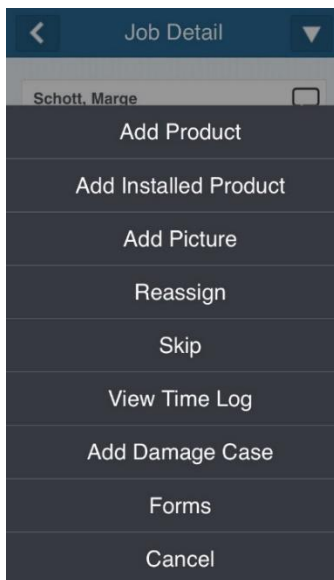 Job Detail
Schott, Marge
Add Product
Add Installed Product
Add Picture
Reassign
Skip
View Time Log
Add Damage Case
Forms
Cancel